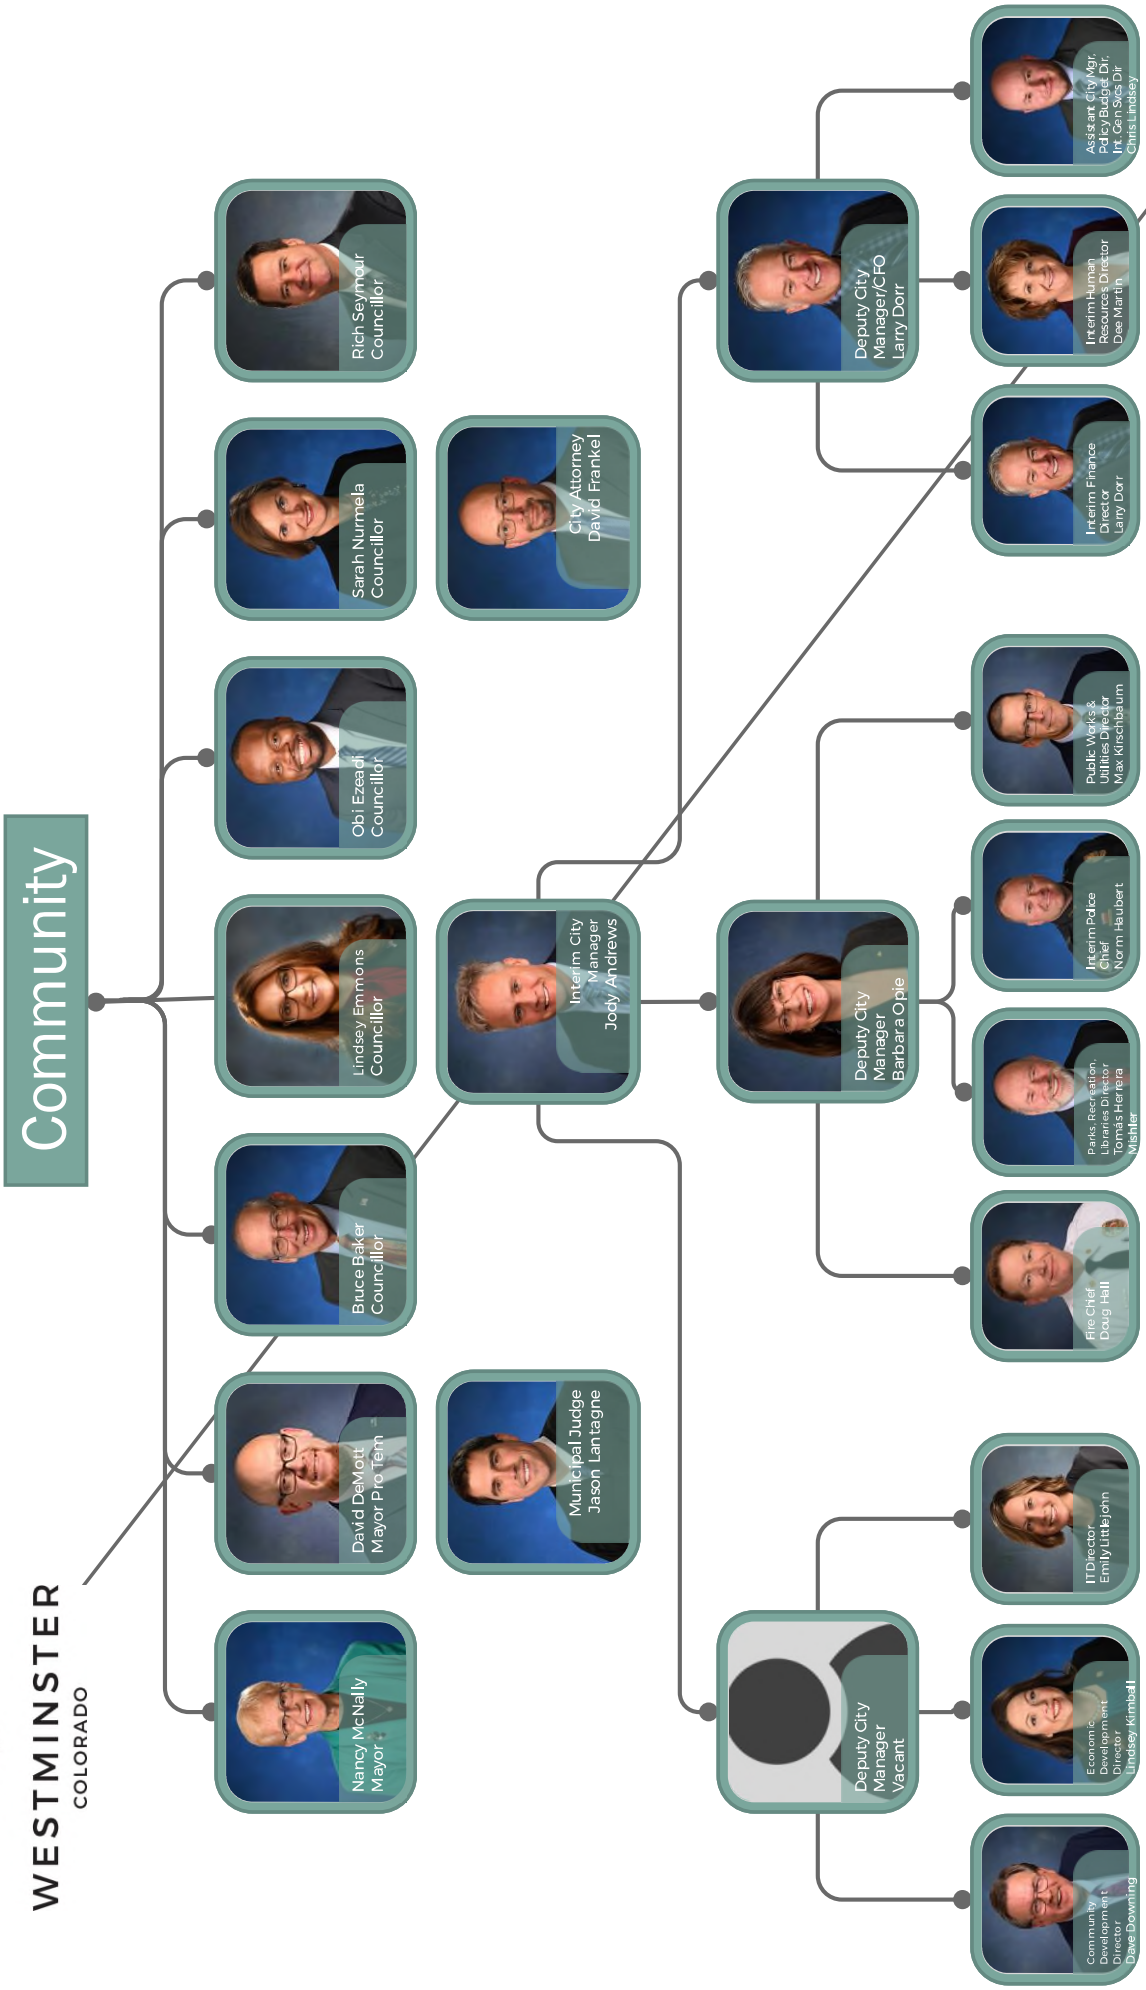 WESTMINSTER
COLORADO
Community
Nancy McNally
Mayor
David DeMott
Mayor Pro Tem
Bruce Baker
Councillor
Lindsey Emmons
Councillor
Obi Ezeadi
Councillor
Sarah Nurmela
Councillor
Rich Seymour
Councillor
Municipal Judge
Jason Lantagne
Interim City
Manager
Jody Andrews
City Attorney
David Frankel
Deputy City
Manager
Vacant
Deputy City
Manager
Barbara Opie
Deputy City
Manager/CFO
Larry Dorr
Community
Development
Director
Dave Downing
Economic
Development
Director
Lindsey Kimball
IT Director
Emily Littlejohn
Fire Chief
Doug Hall
Parks, Recreation,
Libraries Director
Tomás Herrera
Mishler
Interim Police
Chief
Norm Haubert
Public Works &
Utilities Director
Max Kirschbaum
Interim Finance
Director
Larry Dorr
Interim Human
Resources Director
Dee Martin
Assistant City Mgr,
Policy Budget Dir,
Int. Gen Svcs Dir
Chris Lindsey